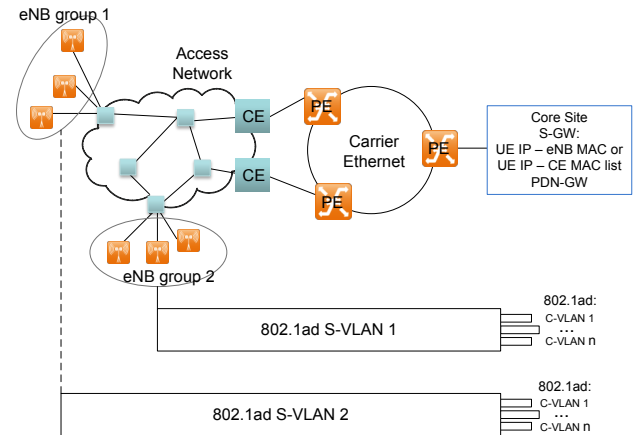 eNB group 1
Access
Network
CE
PE
CE
PE
PE
Carrier
Ethernet
Core Site
S-GW:
UE IP – eNB MAC or
UE IP – CE MAC list
PDN-GW
eNB group 2
802.1ad S-VLAN 1
802.1ad:
C-VLAN 1
...
C-VLAN n
802.1ad S-VLAN 2
802.1ad:
C-VLAN 1
...
C-VLAN n